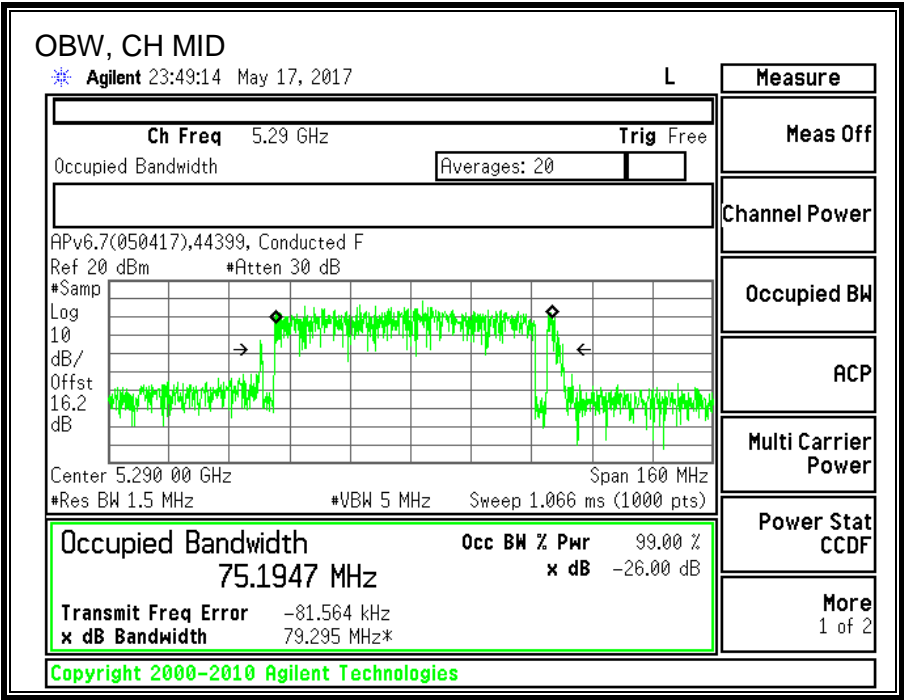 OBW, CH MID
Agilent 23:49:14 May 17, 2017 L
Measure
Ch Freq 5.29 GHz Trig Free
Meas Off
Occupied Bandwidth Averages: 20
Channel Power
APv6.7(050417),44399, Conducted F
Ref 20 dBm #Atten 30 dB
#Samp
Log
10
dB/
Offst
16.2
dB
Occupied BW
ACP
Center 5.290 00 GHz Span 160 MHz
#Res BW 1.5 MHz #VBW 5 MHz Sweep 1.066 ms (1000 pts)
Multi Carrier
Power
Occupied Bandwidth Occ BW % Pwr 99.00 %
75.1947 MHz x dB -26.00 dB
Power Stat
CCDF
Transmit Freq Error -81.564 kHz
x dB Bandwidth 79.295 MHz*
More
1 of 2
Copyright 2000-2010 Agilent Technologies